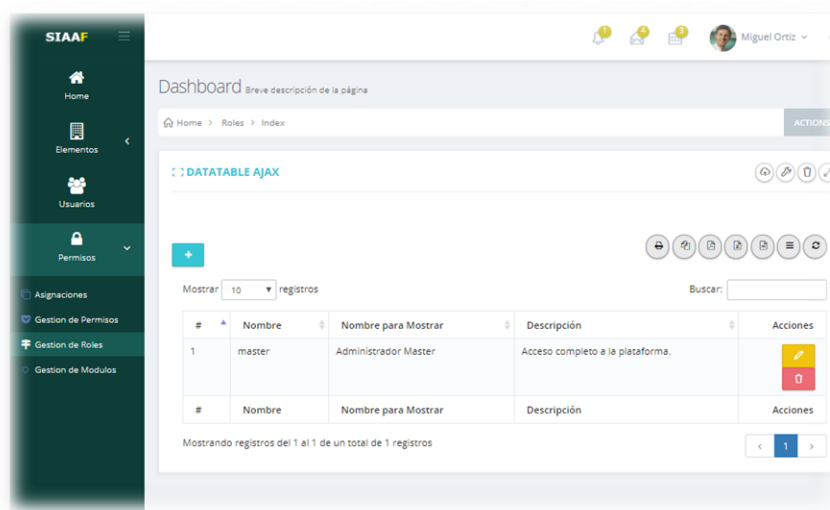 SIAAF
1
4
3
Miguel Ortiz
Home
Elementos
Usuarios
Permisos
Asignaciones
Gestion de Permisos
Gestion de Roles
Gestion de Modulos
Dashboard Breve descripción de la página
Home > Roles > Index
ACTIONS
DATATABLE AJAX
+
Mostrar 10 registros
Buscar:
# Nombre Nombre para Mostrar Descripción Acciones
1 master Administrador Master Acceso completo a la plataforma.
# Nombre Nombre para Mostrar Descripción Acciones
Mostrando registros del 1 al 1 de un total de 1 registros
< 1 >